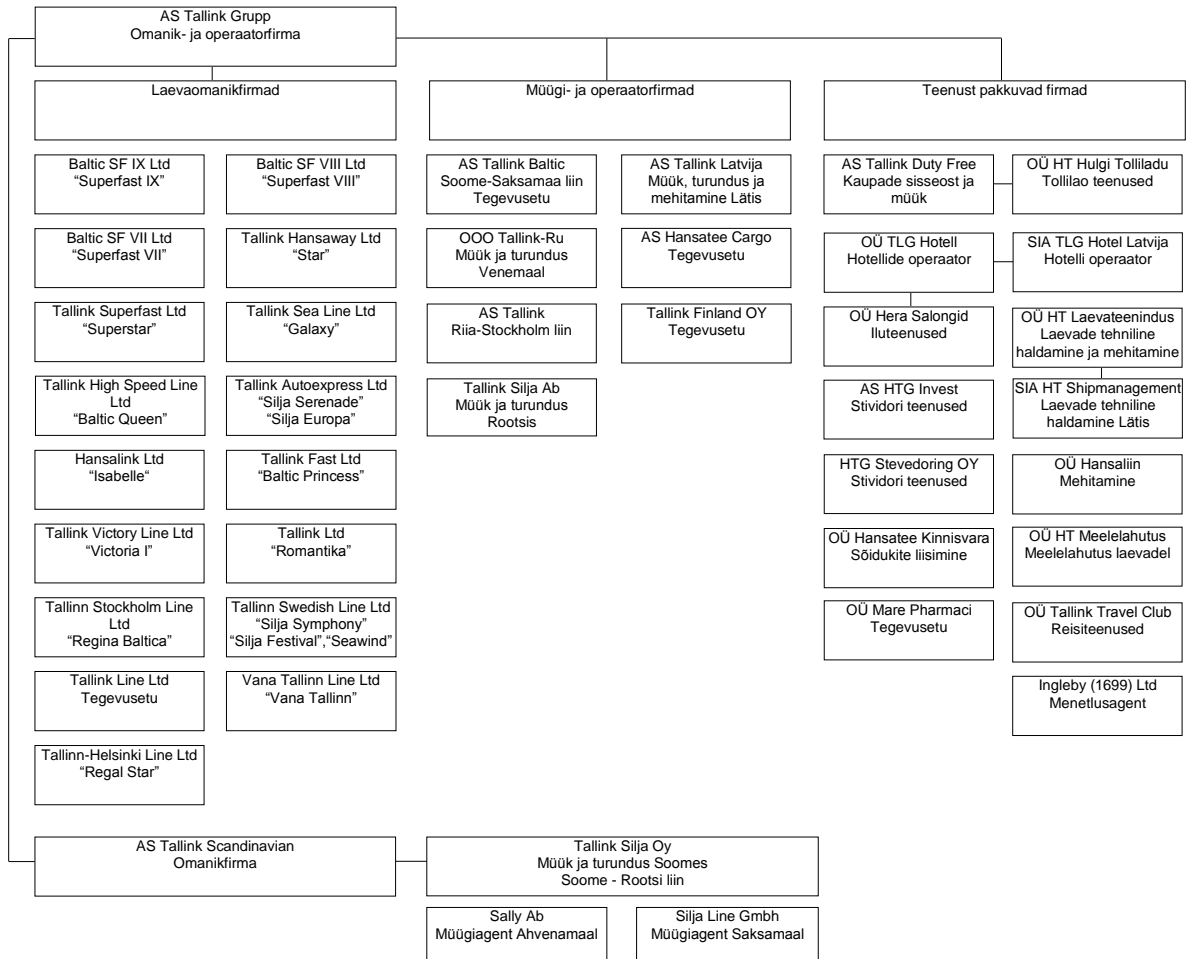 AS Tallink Grupp
Omanik- ja operaatorfirma
Laevaomanikfirmad
Müügi- ja operaatorfirmad
Teenust pakkuvad firmad
Baltic SF IX Ltd
“Superfast IX”
Baltic SF VIII Ltd
“Superfast VIII”
AS Tallink Baltic
Soome-Saksamaa liin
Tegevusetu
AS Tallink Latvija
Müük, turundus ja
mehitamine Lätis
AS Tallink Duty Free
Kaupade sisseost ja
müük
OÜ HT Hulgi Tolliladu
Tollilao teenused
Baltic SF VII Ltd
“Superfast VII”
Tallink Hansaway Ltd
“Star”
OOO Tallink-Ru
Müük ja turundus
Venemaal
AS Hansatee Cargo
Tegevusetu
OÜ TLG Hotell
Hotellide operaator
SIA TLG Hotel Latvija
Hotelli operaator
Tallink Superfast Ltd
“Superstar”
Tallink Sea Line Ltd
“Galaxy”
AS Tallink
Riia-Stockholm liin
Tallink Finland OY
Tegevusetu
OÜ Hera Salongid
Iluteenused
OÜ HT Laevateenindus
Laevade tehniline
haldamine ja mehitamine
Tallink High Speed Line
Ltd
“Baltic Queen”
Tallink Autoexpress Ltd
“Silja Serenade”
“Silja Europa”
Tallink Silja Ab
Müük ja turundus
Rootsis
AS HTG Invest
Stividori teenused
SIA HT Shipmanagement
Laevade tehniline
haldamine Lätis
Hansalink Ltd
“Isabelle“
Tallink Fast Ltd
“Baltic Princess”
HTG Stevedoring OY
Stividori teenused
OÜ Hansaliin
Mehitamine
Tallink Victory Line Ltd
“Victoria I”
Tallink Ltd
“Romantika”
OÜ Hansatee Kinnisvara
Sõidukite liisimine
OÜ HT Meelelahutus
Meelelahutus laevadel
Tallinn Stockholm Line
Ltd
“Regina Baltica”
Tallinn Swedish Line Ltd
“Silja Symphony”
“Silja Festival”,“Seawind”
OÜ Mare Pharmaci
Tegevusetu
OÜ Tallink Travel Club
Reisiteenused
Tallink Line Ltd
Tegevusetu
Vana Tallinn Line Ltd
“Vana Tallinn”
Ingleby (1699) Ltd
Menetlusagent
Tallinn-Helsinki Line Ltd
“Regal Star”
AS Tallink Scandinavian
Omanikfirma
Tallink Silja Oy
Müük ja turundus Soomes
Soome - Rootsi liin
Sally Ab
Müügiagent Ahvenamaal
Silja Line Gmbh
Müügiagent Saksamaal